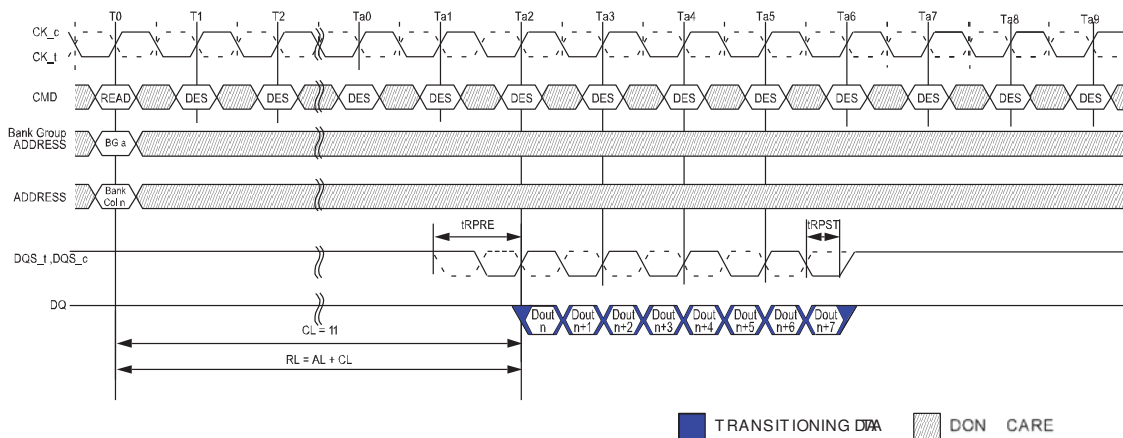 T0 T1 T2 Ta0 Ta1 Ta2 Ta3 Ta4 Ta5 Ta6 Ta7 Ta8 Ta9
CK_c
CK_t
CMD READ DES DES DES DES DES DES DES DES DES DES DES DES
Bank Group
ADDRESS
BG a
ADDRESS
Bank
Col n
tRPRE
tRPST
DQS_t ,DQS_c
DQ
Dout Dout Dout Dout Dout Dout Dout Dout
n n+1 n+2 n+3 n+4 n+5 n+6 n+7
CL = 11
RL = AL + CL
TRANSITIONING DATA
DON CARE